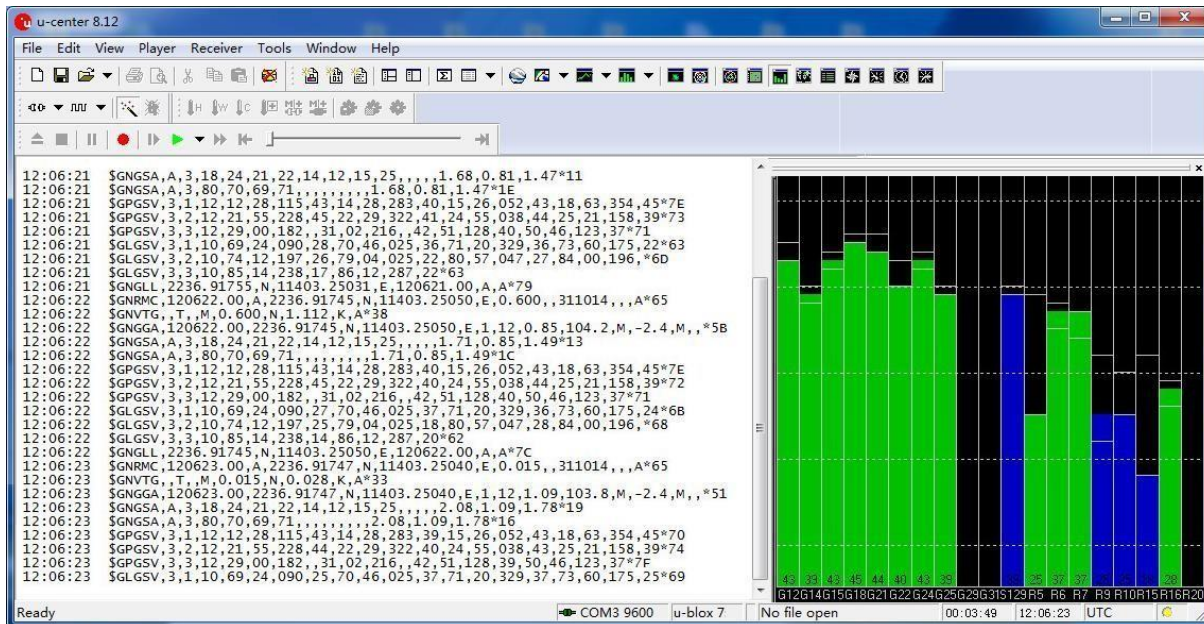 u-center 8.12
File Edit View Player Receiver Tools Window Help
12:06:21 $GNGSA,A,3,18,24,21,22,14,12,15,25,,,,,1.68,0.81,1.47*11
12:06:21 $GNGSA,A,3,80,70,69,71,,,,,,,,,1.68,0.81,1.47*1E
12:06:21 $GPGSV,3,1,12,12,28,115,43,14,28,283,40,15,26,052,43,18,63,354,45*7E
12:06:21 $GPGSV,3,2,12,21,55,228,45,22,29,322,41,24,55,038,44,25,21,158,39*73
12:06:21 $GPGSV,3,3,12,29,00,182,,31,02,216,,42,51,128,40,50,46,123,37*71
12:06:21 $GLGSV,3,1,10,69,24,090,28,70,46,025,36,71,20,329,36,73,60,175,22*63
12:06:21 $GLGSV,3,2,10,74,12,197,26,79,04,025,22,80,57,047,27,84,00,196,*6D
12:06:21 $GLGSV,3,3,10,85,14,238,17,86,12,287,22*63
12:06:21 $GNGLL,2236.91755,N,11403.25031,E,120621.00,A,A*79
12:06:22 $GNRMC,120622.00,A,2236.91745,N,11403.25050,E,0.600,,311014,,,A*65
12:06:22 $GNVTG,,T,,M,0.600,N,1.112,K,A*38
12:06:22 $GNGGA,120622.00,2236.91745,N,11403.25050,E,1,12,0.85,104.2,M,-2.4,M,,*5B
12:06:22 $GNGSA,A,3,18,24,21,22,14,12,15,25,,,,,1.71,0.85,1.49*13
12:06:22 $GNGSA,A,3,80,70,69,71,,,,,,,,,1.71,0.85,1.49*1C
12:06:22 $GPGSV,3,1,12,12,28,115,43,14,28,283,40,15,26,052,43,18,63,354,45*7E
12:06:22 $GPGSV,3,2,12,21,55,228,45,22,29,322,40,24,55,038,44,25,21,158,39*72
12:06:22 $GPGSV,3,3,12,29,00,182,,31,02,216,,42,51,128,40,50,46,123,37*71
12:06:22 $GLGSV,3,1,10,69,24,090,27,70,46,025,37,71,20,329,36,73,60,175,24*6B
12:06:22 $GLGSV,3,2,10,74,12,197,25,79,04,025,18,80,57,047,28,84,00,196,*68
12:06:22 $GLGSV,3,3,10,85,14,238,14,86,12,287,20*62
12:06:22 $GNGLL,2236.91745,N,11403.25050,E,120622.00,A,A*7C
12:06:23 $GNRMC,120623.00,A,2236.91747,N,11403.25040,E,0.015,,311014,,,A*65
12:06:23 $GNVTG,,T,,M,0.015,N,0.028,K,A*33
12:06:23 $GNGGA,120623.00,2236.91747,N,11403.25040,E,1,12,1.09,103.8,M,-2.4,M,,*51
12:06:23 $GNGSA,A,3,18,24,21,22,14,12,15,25,,,,,2.08,1.09,1.78*19
12:06:23 $GNGSA,A,3,80,70,69,71,,,,,,,,,2.08,1.09,1.78*16
12:06:23 $GPGSV,3,1,12,12,28,115,43,14,28,283,39,15,26,052,43,18,63,354,45*70
12:06:23 $GPGSV,3,2,12,21,55,228,44,22,29,322,40,24,55,038,43,25,21,158,39*74
12:06:23 $GPGSV,3,3,12,29,00,182,,31,02,216,,42,51,128,39,50,46,123,37*7F
12:06:23 $GLGSV,3,1,10,69,24,090,25,70,46,025,37,71,20,329,37,73,60,175,25*69
43 39 43 45 44 40 43 39 25 37 37 28
G12 G14 G15 G18 G21 G22 G24 G25 G29 G31 S129 R5 R6 R7 R9 R10 R15 R16 R20
Ready COM3 9600 u-blox 7 No file open 00:03:49 12:06:23 UTC